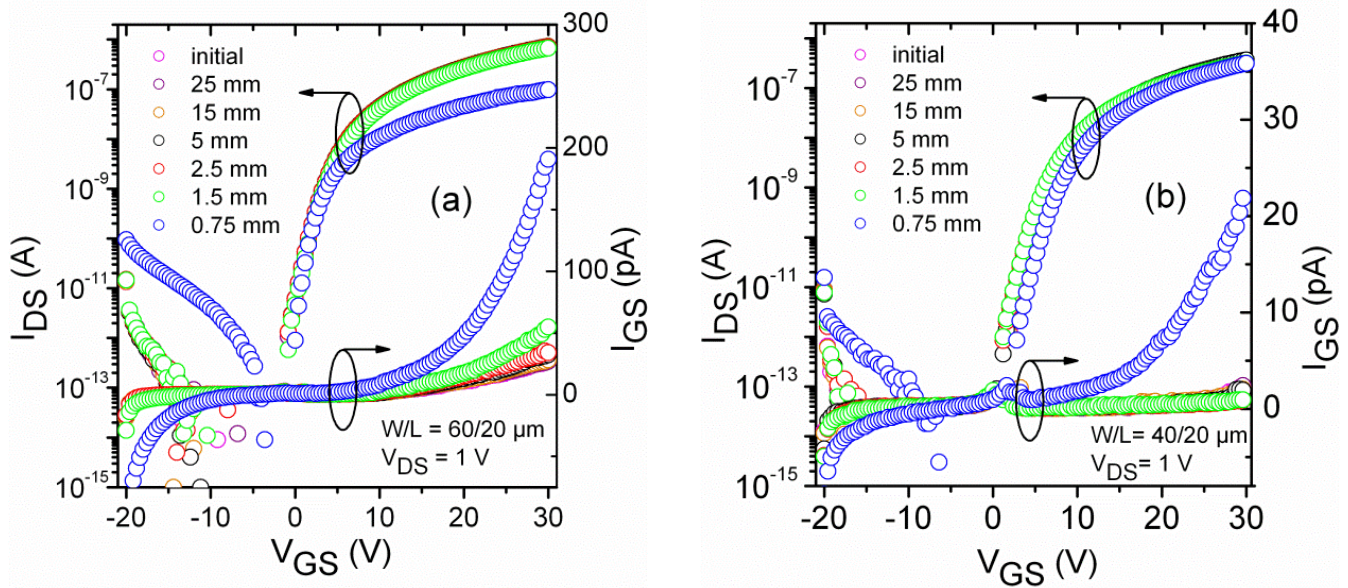 initial
25 mm
15 mm
5 mm
2.5 mm
1.5 mm
0.75 mm
(a)
W/L = 60/20 µm
V_DS = 1 V
10^-7
10^-9
10^-11
10^-13
10^-15
I_DS (A)
300
200
100
0
I_GS (pA)
-20 -10 0 10 20 30
V_GS (V)
initial
25 mm
15 mm
5 mm
2.5 mm
1.5 mm
0.75 mm
(b)
W/L= 40/20 µm
V_DS= 1 V
10^-7
10^-9
10^-11
10^-13
10^-15
I_DS (A)
40
30
20
10
0
I_GS (pA)
-20 -10 0 10 20 30
V_GS (V)